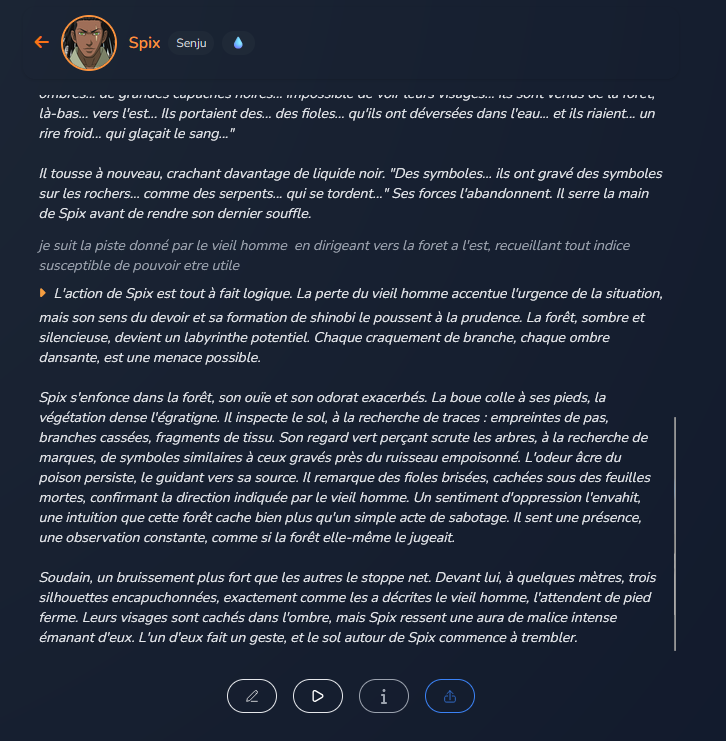 Spix Senju
ombres... de grandes capuches noires... impossible de voir leurs visages... Ils sont venus de la forêt,
là-bas... vers l'est... Ils portaient des... des fioles... qu'ils ont déversées dans l'eau... et ils riaient... un
rire froid... qui glaçait le sang..."
Il tousse à nouveau, crachant davantage de liquide noir. "Des symboles... ils ont gravé des symboles
sur les rochers... comme des serpents... qui se tordent..." Ses forces l'abandonnent. Il serre la main
de Spix avant de rendre son dernier souffle.
je suit la piste donné par le vieil homme en dirigeant vers la foret a l'est, recueillant tout indice
susceptible de pouvoir etre utile
L'action de Spix est tout à fait logique. La perte du vieil homme accentue l'urgence de la situation,
mais son sens du devoir et sa formation de shinobi le poussent à la prudence. La forêt, sombre et
silencieuse, devient un labyrinthe potentiel. Chaque craquement de branche, chaque ombre
dansante, est une menace possible.
Spix s'enfonce dans la forêt, son ouïe et son odorat exacerbés. La boue colle à ses pieds, la
végétation dense l'égratigne. Il inspecte le sol, à la recherche de traces : empreintes de pas,
branches cassées, fragments de tissu. Son regard vert perçant scrute les arbres, à la recherche de
marques, de symboles similaires à ceux gravés près du ruisseau empoisonné. L'odeur âcre du
poison persiste, le guidant vers sa source. Il remarque des fioles brisées, cachées sous des feuilles
mortes, confirmant la direction indiquée par le vieil homme. Un sentiment d'oppression l'envahit,
une intuition que cette forêt cache bien plus qu'un simple acte de sabotage. Il sent une présence,
une observation constante, comme si la forêt elle-même le jugeait.
Soudain, un bruissement plus fort que les autres le stoppe net. Devant lui, à quelques mètres, trois
silhouettes encapuchonnées, exactement comme les a décrites le vieil homme, l'attendent de pied
ferme. Leurs visages sont cachés dans l'ombre, mais Spix ressent une aura de malice intense
émanant d'eux. L'un d'eux fait un geste, et le sol autour de Spix commence à trembler.